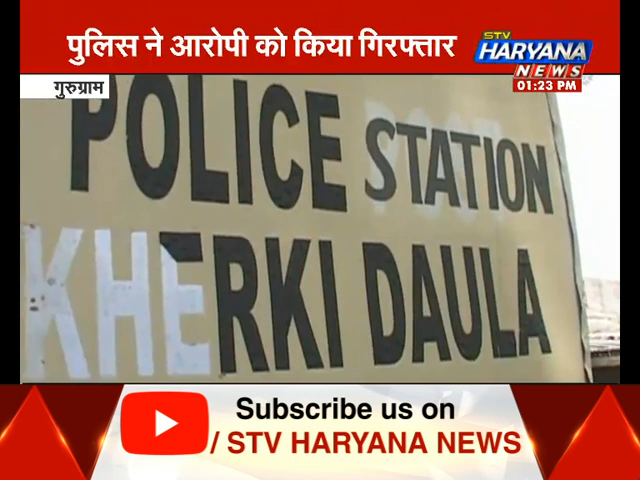 पुलिस ने आरोपी को किया गिरफ्तार
STV
HARYANA
NEWS
गुरुग्राम
01:23 PM
POLICE STATION
KHERKI DAULA
Subscribe us on
/ STV HARYANA NEWS